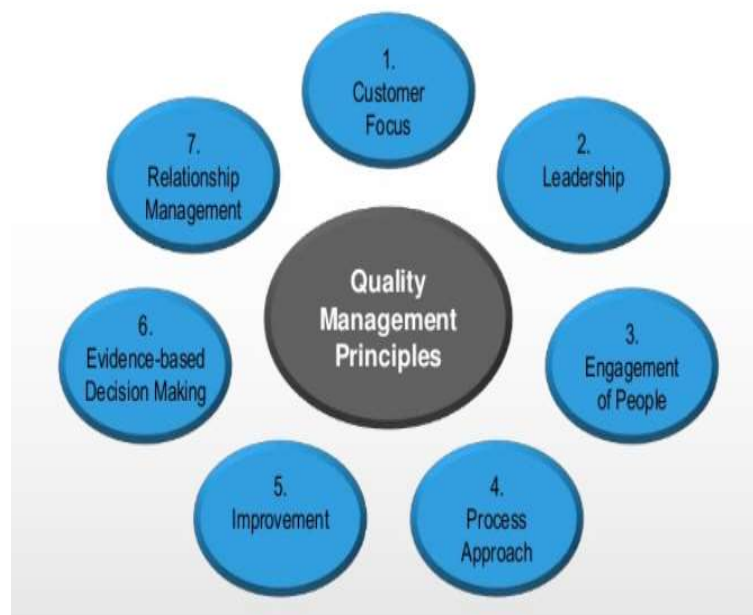 Quality
Management
Principles
1.
Customer
Focus
2.
Leadership
3.
Engagement
of People
4.
Process
Approach
5.
Improvement
6.
Evidence-based
Decision Making
7.
Relationship
Management